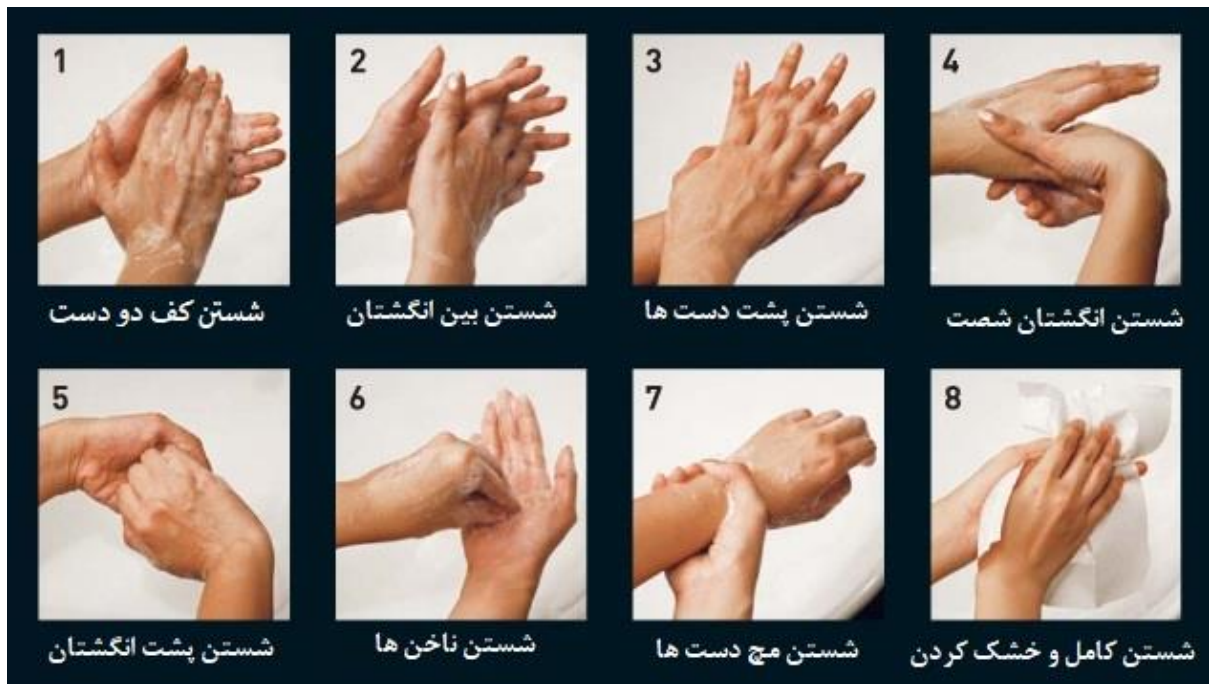 1
شستن کف دو دست
2
شستن بین انگشتان
3
شستن پشت دست ها
4
شستن انگشتان شصت
5
شستن پشت انگشتان
6
شستن ناخن ها
7
شستن مچ دست ها
8
شستن کامل و خشک کردن